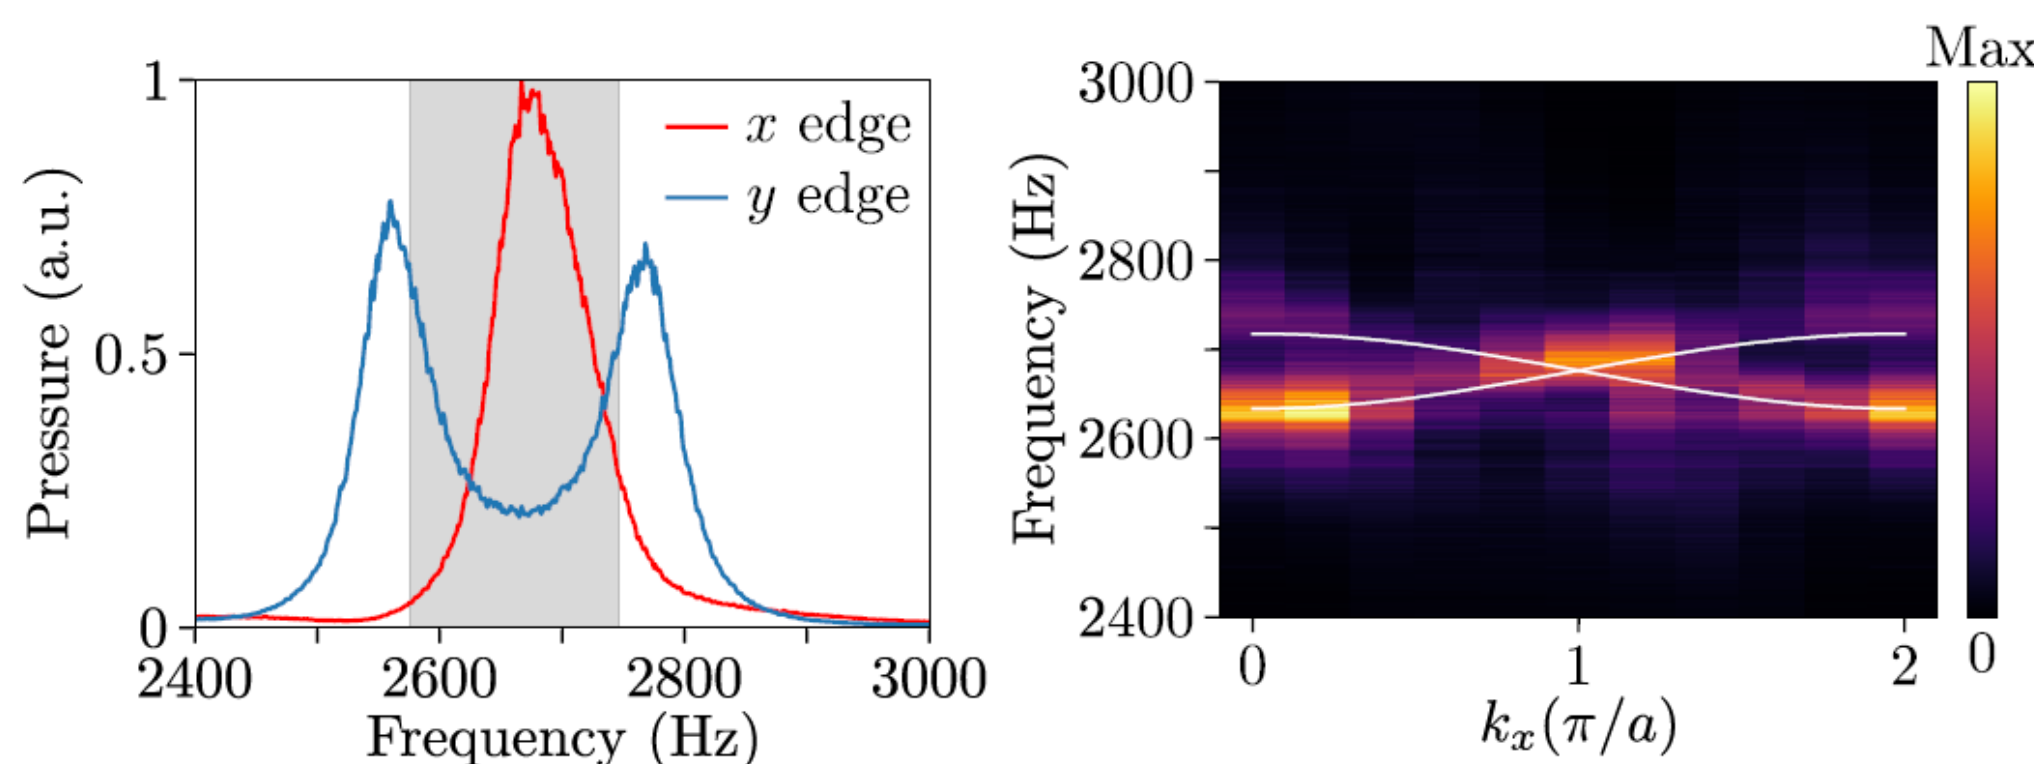 Pressure (a.u.)
1
0.5
0
x edge
y edge
2400
2600
2800
3000
Frequency (Hz)
Frequency (Hz)
3000
2800
2600
2400
0
1
2
kₓ(π/a)
Max
0